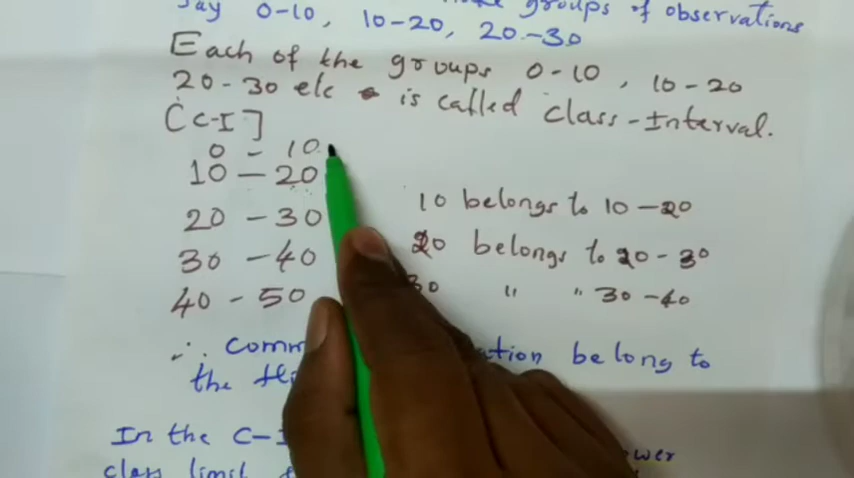 Say 0-10, 10-20, 20-30 groups of observations
Each of the groups 0-10, 10-20
20-30 etc is called class-Interval.
[C-I]
0 - 10
10 - 20
20 - 30 10 belongs to 10-20
30 - 40 20 belongs to 20-30
40 - 50 30 " " 30-40
∴ belong to
the
In the C-I
class limit